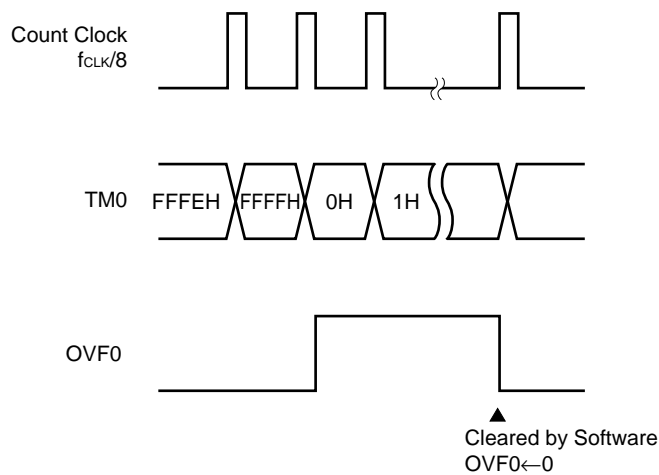 Count Clock
fCLK/8
TM0
FFFEH
FFFFH
0H
1H
OVF0
Cleared by Software
OVF0←0